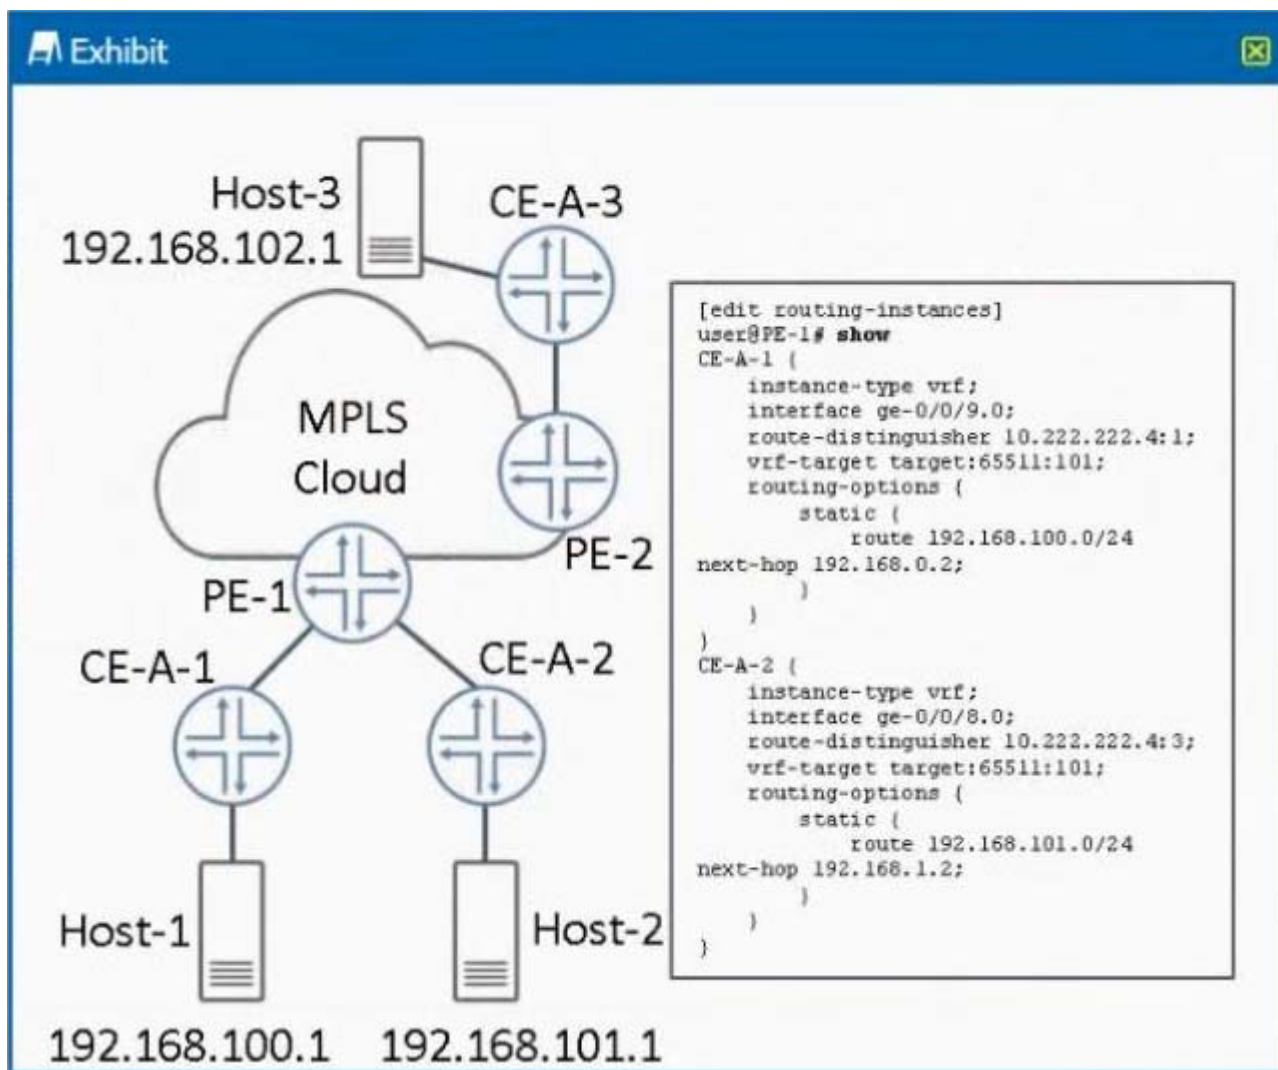 Exhibit
Host-3
192.168.102.1
CE-A-3
MPLS
Cloud
PE-2
PE-1
CE-A-1
CE-A-2
Host-1
Host-2
192.168.100.1
192.168.101.1
[edit routing-instances]
user@PE-1# show
CE-A-1 {
instance-type vrf;
interface ge-0/0/9.0;
route-distinguisher 10.222.222.4:1;
vrf-target target:65511:101;
routing-options {
static {
route 192.168.100.0/24
next-hop 192.168.0.2;
}
}
}
CE-A-2 {
instance-type vrf;
interface ge-0/0/8.0;
route-distinguisher 10.222.222.4:3;
vrf-target target:65511:101;
routing-options {
static {
route 192.168.101.0/24
next-hop 192.168.1.2;
}
}
}